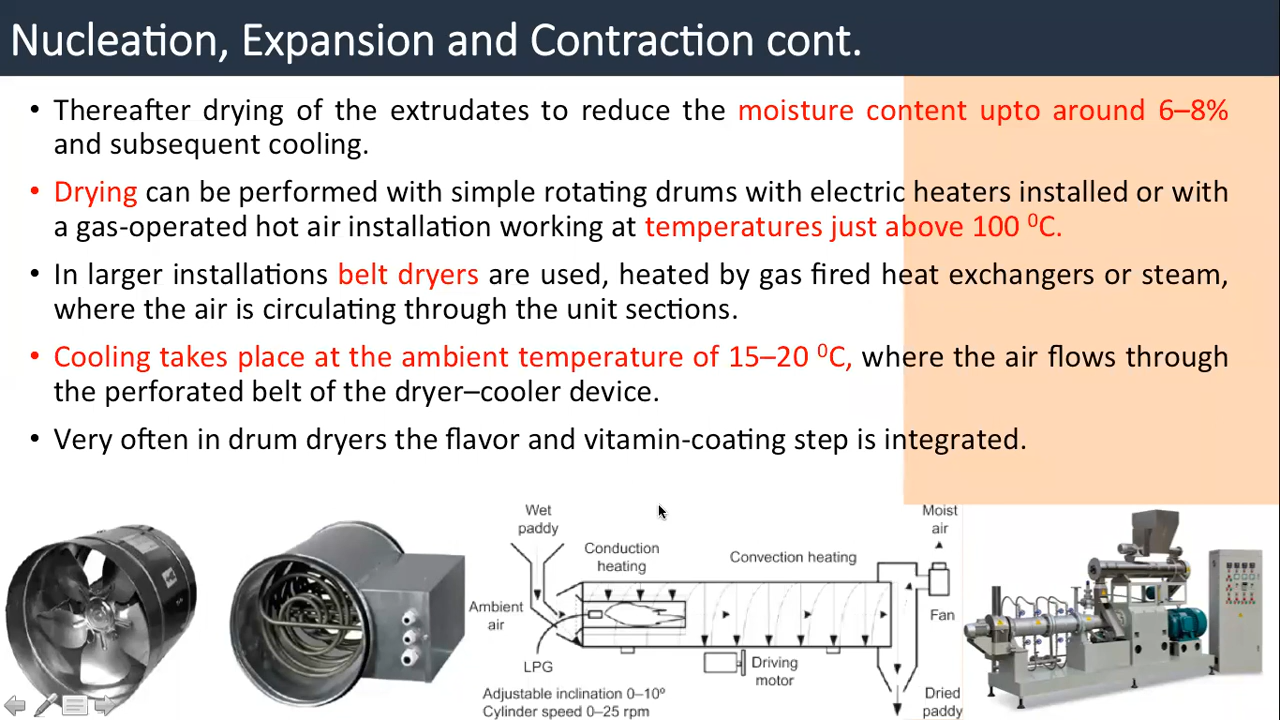 Nucleation, Expansion and Contraction cont.
• Thereafter drying of the extrudates to reduce the moisture content upto around 6–8%
and subsequent cooling.
• Drying can be performed with simple rotating drums with electric heaters installed or with
a gas-operated hot air installation working at temperatures just above 100 ⁰C.
• In larger installations belt dryers are used, heated by gas fired heat exchangers or steam,
where the air is circulating through the unit sections.
• Cooling takes place at the ambient temperature of 15–20 ⁰C, where the air flows through
the perforated belt of the dryer–cooler device.
• Very often in drum dryers the flavor and vitamin-coating step is integrated.
Wet
paddy
Conduction
heating
Convection heating
Moist
air
Ambient
air
Fan
LPG
Driving
motor
Adjustable inclination 0–10º
Cylinder speed 0–25 rpm
Dried
paddy